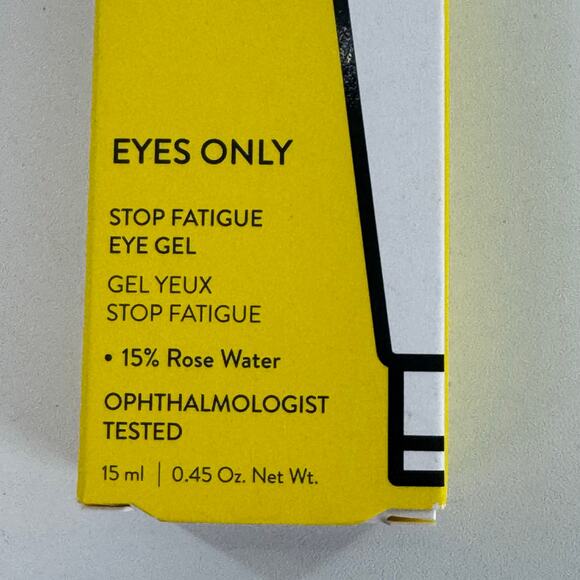 EYES ONLY
STOP FATIGUE
EYE GEL
GEL YEUX
STOP FATIGUE
• 15% Rose Water
OPHTHALMOLOGIST
TESTED
15 ml | 0.45 Oz. Net Wt.